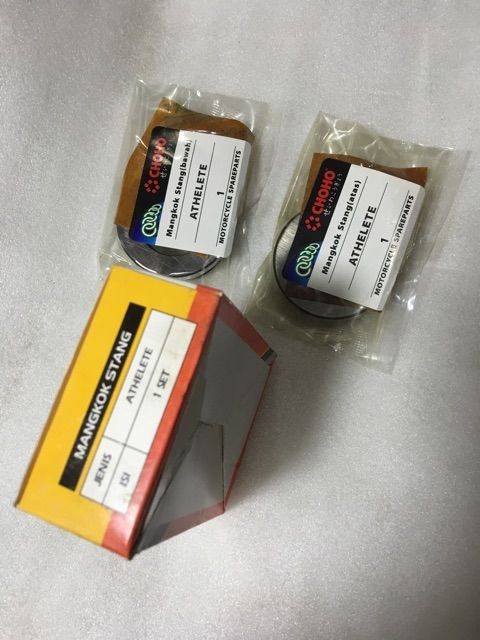 CHOHO
Mangkok Stang(bawah)
ATHELETE
1
MOTORCYCLE SPAREPARTS
CHOHO
Mangkok Stang(atas)
ATHELETE
1
MOTORCYCLE SPAREPARTS
MANGKOK STANG
JENIS ATHELETE
ISI 1 SET